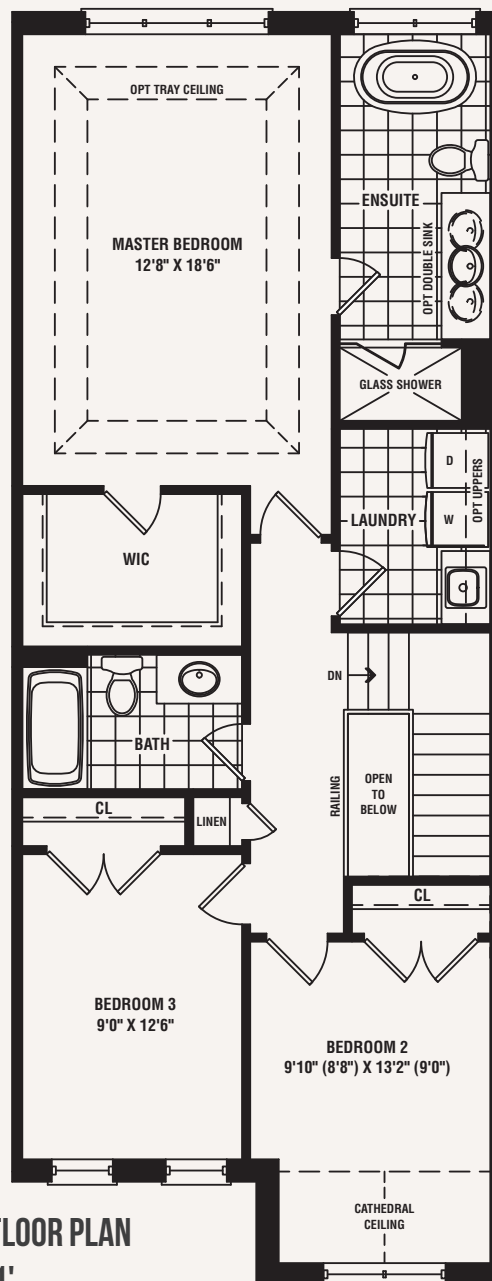 OPT TRAY CEILING
MASTER BEDROOM
12'8" X 18'6"
ENSUITE
OPT DOUBLE SINK
GLASS SHOWER
D
W
OPT UPPERS
LAUNDRY
WIC
DN
BATH
RAILING
OPEN
TO
BELOW
CL
LINEN
CL
BEDROOM 3
9'0" X 12'6"
BEDROOM 2
9'10" (8'8") X 13'2" (9'0")
CATHEDRAL
CEILING
FLOOR PLAN